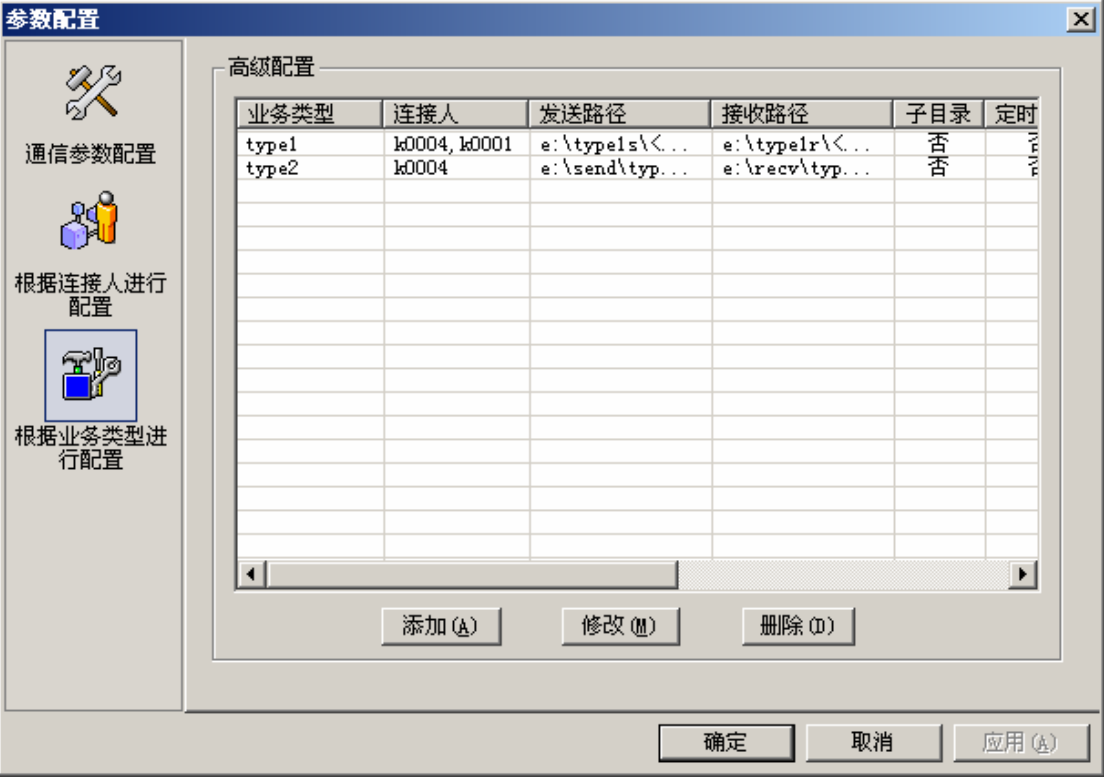 参数配置
通信参数配置
根据连接人进行
配置
根据业务类型进
行配置
高级配置
业务类型 连接人 发送路径 接收路径 子目录 定时
type1 k0004,k0001 e:\type1s\<... e:\type1r\<... 否 否
type2 k0004 e:\send\typ... e:\recv\typ... 否 否
添加(A) 修改(M) 删除(D)
确定 取消 应用(A)